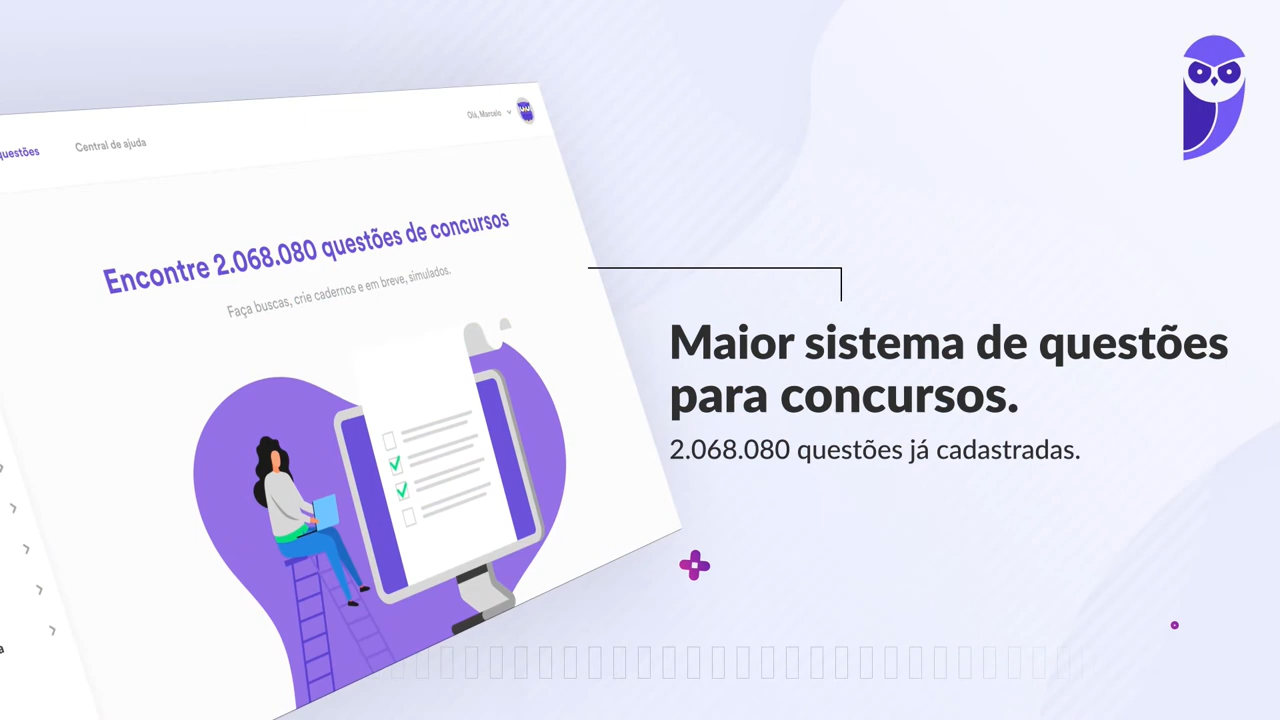 questões
Central de ajuda
Olá, Marcelo
Encontre 2.068.080 questões de concursos
Faça buscas, crie cadernos e em breve, simulados.
Maior sistema de questões
para concursos.
2.068.080 questões já cadastradas.